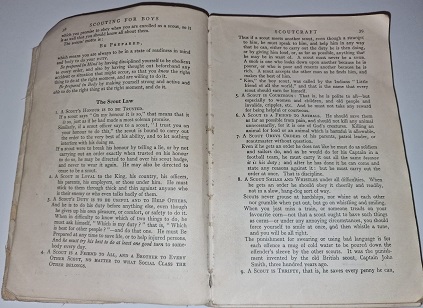 SCOUTING FOR BOYS
which you promise to obey when you are enrolled as a scout, so it
is as well that you should know all about them.
The scouts' motto is:
BE PREPARED,
which means you are always to be in a state of readiness in mind
and body to do your DUTY.
Be Prepared in Mind by having disciplined yourself to be obedient
to every order, and also by having thought out beforehand any
accident or situation that might occur, so that you know the right
thing to do at the right moment, and are willing to do it.
Be Prepared in Body by making yourself strong and active and
able to do the right thing at the right moment, and do it.
The Scout Law
1. A SCOUT'S HONOUR IS TO BE TRUSTED.
If a scout says "On my honour it is so," that means that it
is so, just as if he had made a most solemn promise.
Similarly, if a scout officer says to a scout, "I trust you on
your honour to do this," the scout is bound to carry out
the order to the very best of his ability, and to let nothing
interfere with his doing so.
If a scout were to break his honour by telling a lie, or by not
carrying out an order exactly when trusted on his honour
to do so, he may be directed to hand over his scout badge,
and never to wear it again. He may also be directed to
cease to be a scout.
2. A SCOUT IS LOYAL to the King, his country, his officers,
his parents, his employers, or those under him. He must
stick to them through thick and thin against anyone who
is their enemy or who even talks badly of them.
3. A SCOUT'S DUTY IS TO BE USEFUL AND TO HELP OTHERS.
And he is to do his duty before anything else, even though
he gives up his own pleasure, or comfort, or safety to do it.
When in difficulty to know which of two things to do, he
must ask himself, "Which is my duty?" that is, "Which
is best for other people?"—and do that one. He must Be
Prepared at any time to save life, or to help injured persons.
And he must try his best to do at least one good turn to somebody every day.
4. A SCOUT IS A FRIEND TO ALL, AND A BROTHER TO EVERY
OTHER SCOUT, NO MATTER TO WHAT SOCIAL CLASS THE
OTHER BELONGS.
SCOUTCRAFT
That if a scout meets another scout, even though a stranger
to him, he must speak to him, and help him in any way
that he can, either to carry out the duty he is then doing,
or by giving him food, or, as far as possible, anything that
he may be in want of. A scout must never be a SNOB.
A snob is one who looks down upon another because he is
poorer, or who is poor and resents another because he is
rich. A scout accepts the other man as he finds him, and
makes the best of him.
"Kim," the boy scout, was called by the Indians "Little
friend of all the world," and that is the name that every
scout should earn for himself.
5. A SCOUT IS COURTEOUS: That is, he is polite to all—but
especially to women and children, and old people and
invalids, cripples, etc. And he must not take any reward
for being helpful or courteous.
6. A SCOUT IS A FRIEND TO ANIMALS. He should save them
as far as possible from pain, and should not kill any animal
unnecessarily, for it is one of God's creatures. Killing an
animal for food or an animal which is harmful is allowable.
7. A SCOUT OBEYS ORDERS of his parents, patrol leader, or
scoutmaster without question.
Even if he gets an order he does not like he must do as soldiers
and sailors do, and as he would do for his Captain in a
football team, he must carry it out all the same because
it is his duty; and after he has done it he can come and
state any reasons against it: but he must carry out the
order at once. That is discipline.
8. A SCOUT SMILES AND WHISTLES under all difficulties. When
he gets an order he should obey it cheerily and readily,
not in a slow, hang-dog sort of way.
Scouts never grouse at hardships, nor whine at each other
nor grumble when put out, but go on whistling and smiling.
When you just miss a train, or someone treads on your
favourite corn—not that a scout ought to have such things
as corns—or under any annoying circumstances, you should
force yourself to smile at once, and then whistle a tune,
and you will be all right.
The punishment for swearing or using bad language is for
each offence a mug of cold water to be poured down the
offender's sleeve by the other scouts. It was the punishment invented by the old British scout, Captain John
Smith, three hundred years ago.
9. A SCOUT IS THRIFTY, that is, he saves every penny he can,